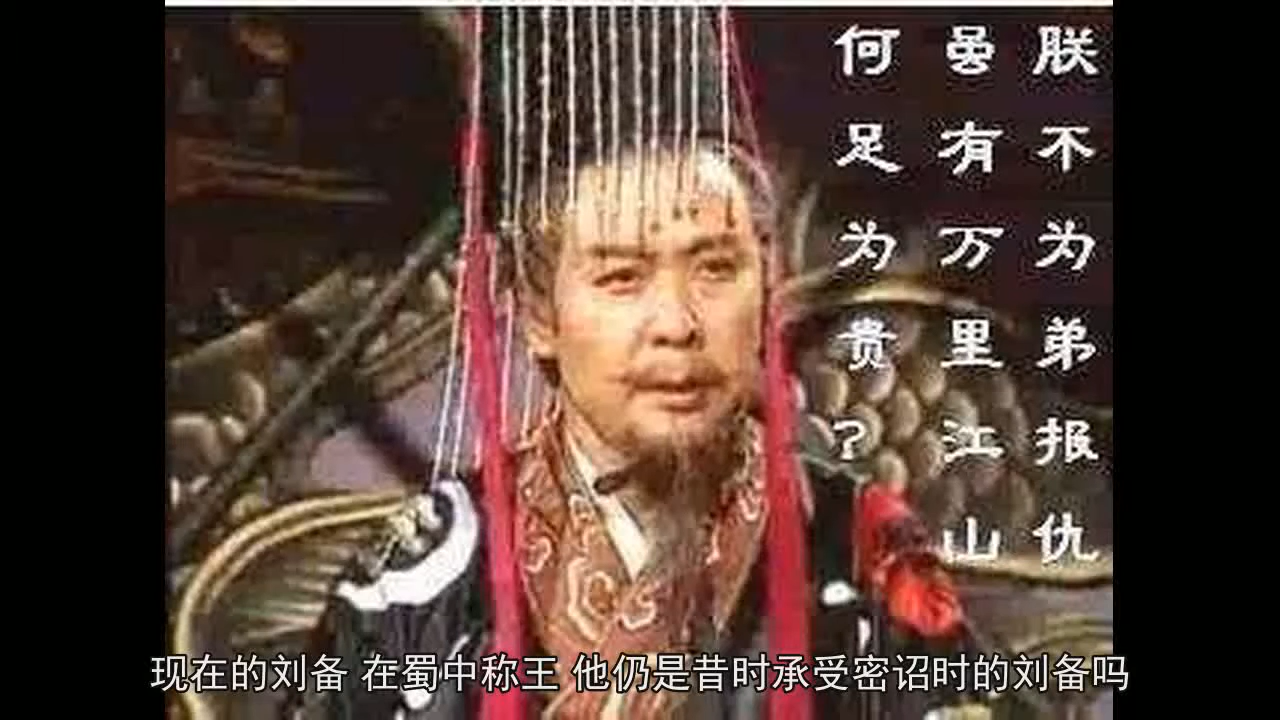 朕不为弟报仇
虽有万里江山
何足为贵?
现在的刘备 在蜀中称王 他仍是昔时承受密诏时的刘备吗